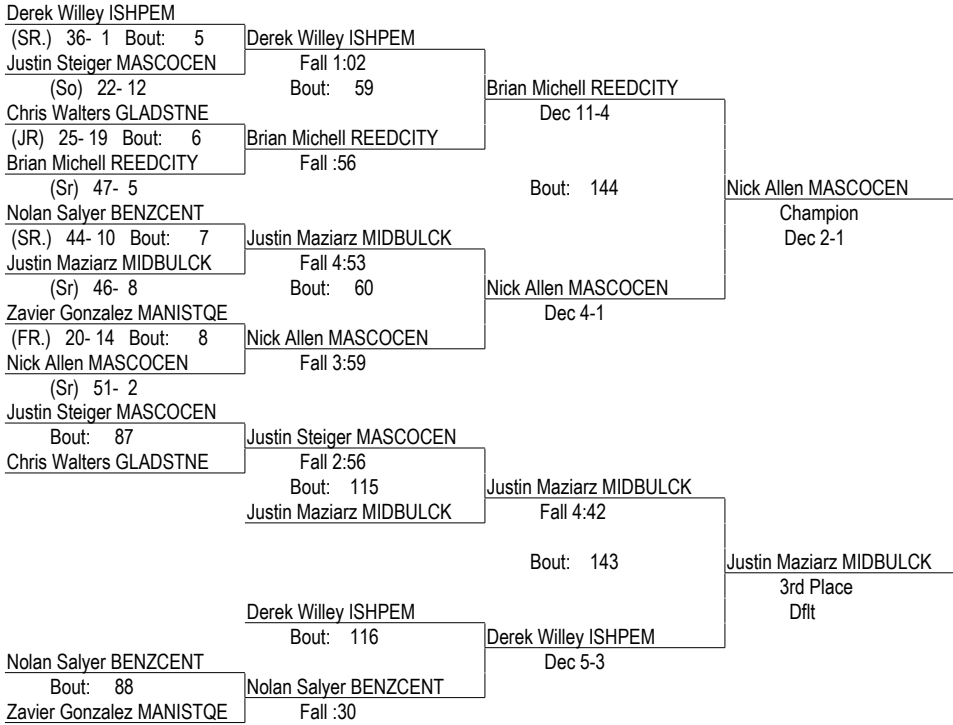 Derek Willey ISHPEM
(SR.) 36- 1 Bout: 5 Derek Willey ISHPEM
Justin Steiger MASCOCEN Fall 1:02
(So) 22- 12 Bout: 59 Brian Michell REEDCITY
Chris Walters GLADSTNE Dec 11-4
(JR) 25- 19 Bout: 6 Brian Michell REEDCITY
Brian Michell REEDCITY Fall :56
(Sr) 47- 5 Bout: 144 Nick Allen MASCOCEN
Nolan Salyer BENZCENT Champion
(SR.) 44- 10 Bout: 7 Justin Maziarz MIDBULCK Dec 2-1
Justin Maziarz MIDBULCK Fall 4:53
(Sr) 46- 8 Bout: 60 Nick Allen MASCOCEN
Zavier Gonzalez MANISTQE Dec 4-1
(FR.) 20- 14 Bout: 8 Nick Allen MASCOCEN
Nick Allen MASCOCEN Fall 3:59
(Sr) 51- 2
Justin Steiger MASCOCEN
Bout: 87 Justin Steiger MASCOCEN
Chris Walters GLADSTNE Fall 2:56
Bout: 115 Justin Maziarz MIDBULCK
Justin Maziarz MIDBULCK Fall 4:42
Bout: 143 Justin Maziarz MIDBULCK
3rd Place
Derek Willey ISHPEM Dflt
Bout: 116 Derek Willey ISHPEM
Nolan Salyer BENZCENT Dec 5-3
Bout: 88 Nolan Salyer BENZCENT
Zavier Gonzalez MANISTQE Fall :30